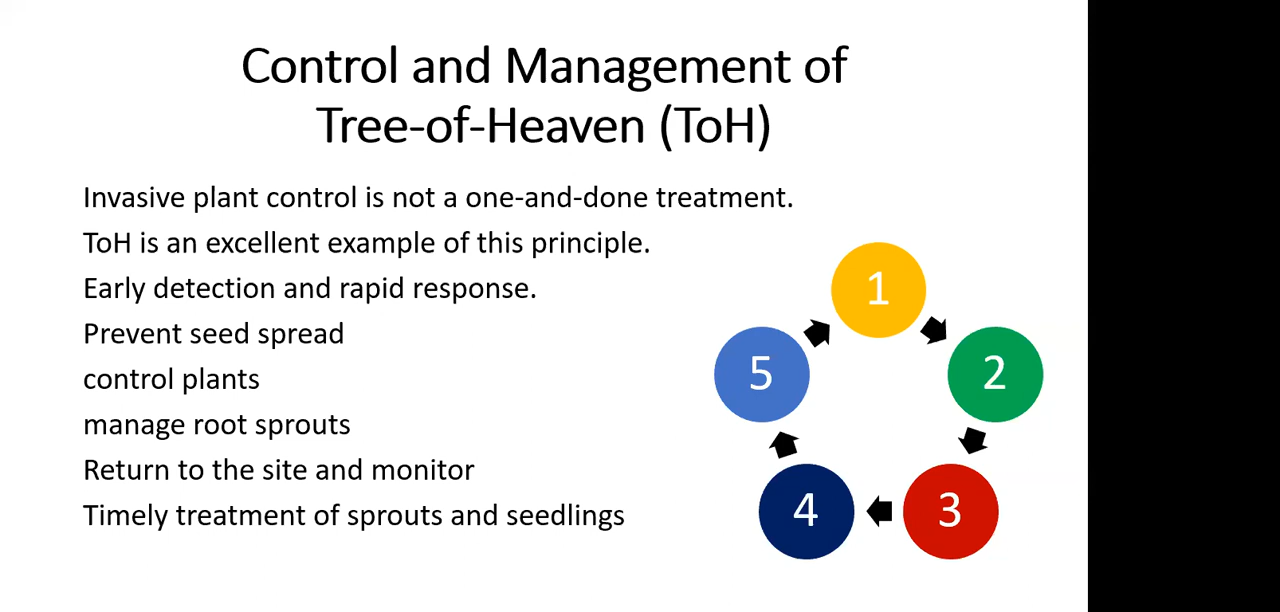 Control and Management of
Tree-of-Heaven (ToH)
Invasive plant control is not a one-and-done treatment.
ToH is an excellent example of this principle.
Early detection and rapid response.
Prevent seed spread
control plants
manage root sprouts
Return to the site and monitor
Timely treatment of sprouts and seedlings
1
2
3
4
5